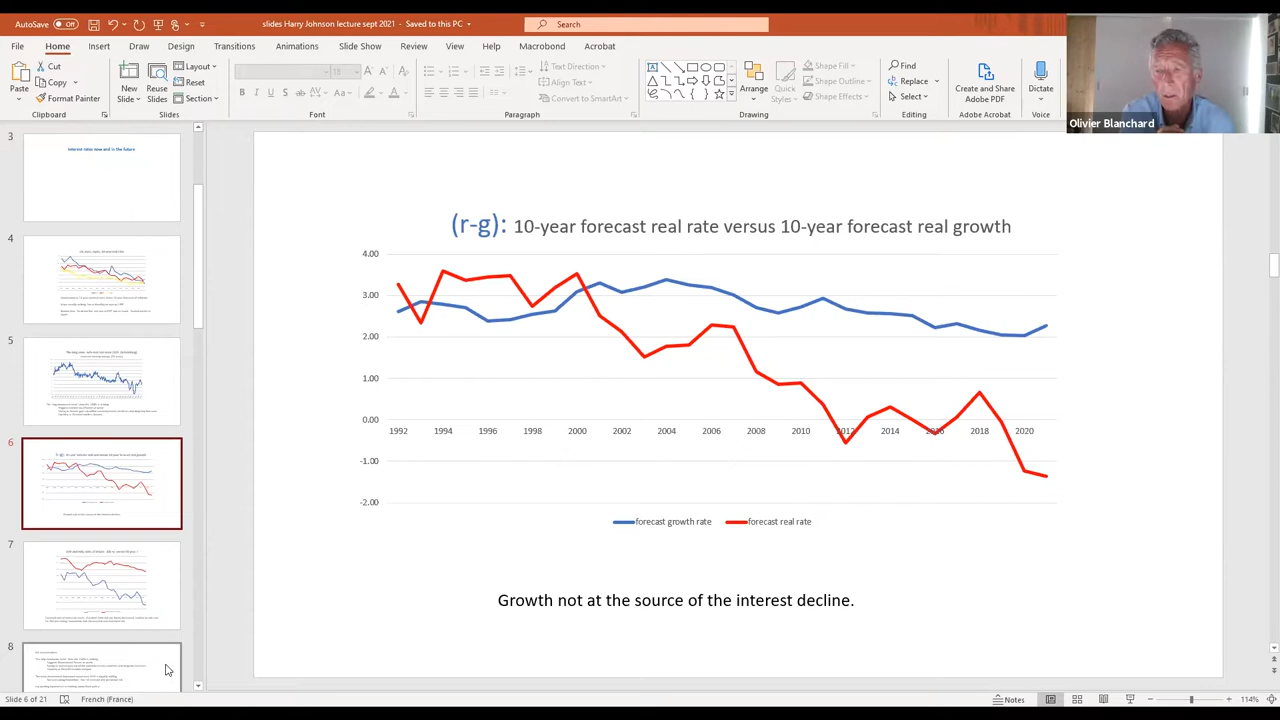 AutoSave Off slides Harry Johnson lecture sept 2021 - Saved to this PC Search
File Home Insert Draw Design Transitions Animations Slide Show Review View Help Macrobond Acrobat
Paste Cut Copy Format Painter
Clipboard
New Slide Reuse Slides Layout Reset Section
Slides
18
Font
Text Direction
Align Text
Convert to SmartArt
Paragraph
Arrange Quick Styles Shape Fill Shape Outline Shape Effects
Drawing
Find
Replace
Select
Editing
Create and Share Adobe PDF
Adobe Acrobat
Dictate
Voice
Olivier Blanchard
3
Interest rates now and in the future
4
5
6
7
8
(r-g): 10-year forecast real rate versus 10-year forecast real growth
4.00
3.00
2.00
1.00
0.00
1992 1994 1996 1998 2000 2002 2004 2006 2008 2010 2012 2014 2016 2018 2020
-1.00
-2.00
forecast growth rate forecast real rate
Growth not at the source of the interest decline.
Slide 6 of 21 French (France) Notes 114%